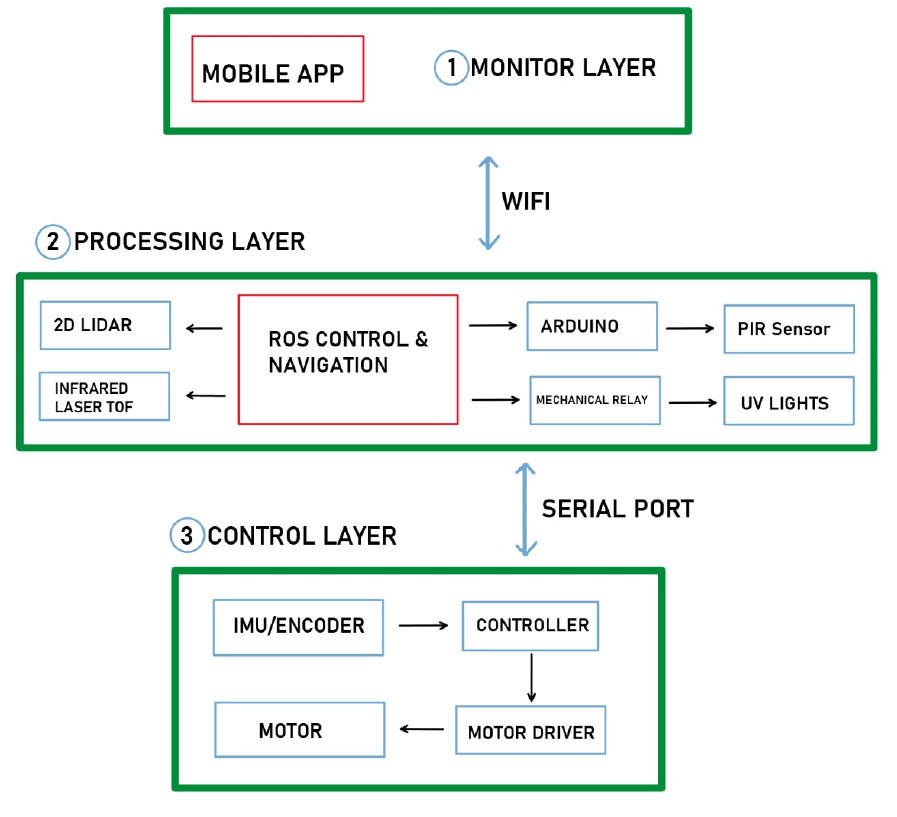 MOBILE APP
1 MONITOR LAYER
WIFI
2 PROCESSING LAYER
2D LIDAR
INFRARED
LASER TOF
ROS CONTROL &
NAVIGATION
ARDUINO
PIR Sensor
MECHANICAL RELAY
UV LIGHTS
SERIAL PORT
3 CONTROL LAYER
IMU/ENCODER
CONTROLLER
MOTOR
MOTOR DRIVER